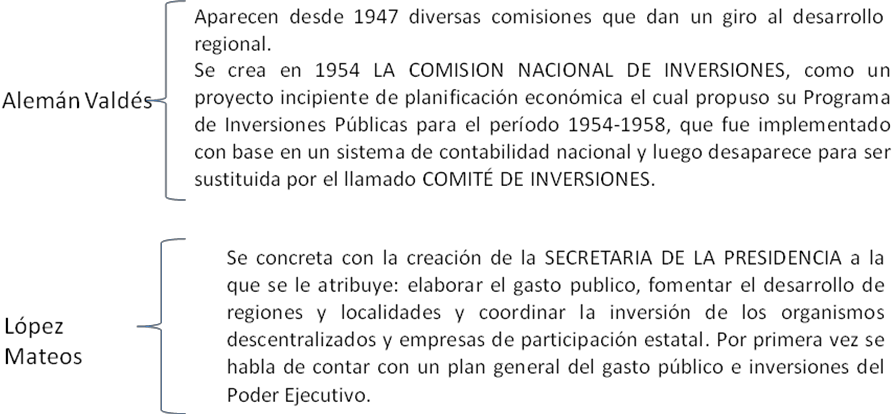 Alemán Valdés
Aparecen desde 1947 diversas comisiones que dan un giro al desarrollo
regional.
Se crea en 1954 LA COMISION NACIONAL DE INVERSIONES, como un
proyecto incipiente de planificación económica el cual propuso su Programa
de Inversiones Públicas para el período 1954-1958, que fue implementado
con base en un sistema de contabilidad nacional y luego desaparece para ser
sustituida por el llamado COMITÉ DE INVERSIONES.
López
Mateos
Se concreta con la creación de la SECRETARIA DE LA PRESIDENCIA a la
que se le atribuye: elaborar el gasto publico, fomentar el desarrollo de
regiones y localidades y coordinar la inversión de los organismos
descentralizados y empresas de participación estatal. Por primera vez se
habla de contar con un plan general del gasto público e inversiones del
Poder Ejecutivo.